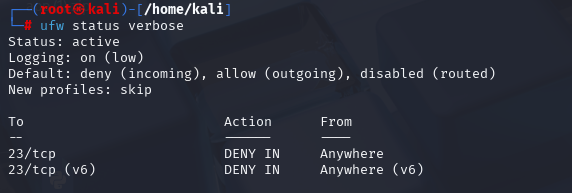 ┌──(root㉿kali)-[/home/kali]
└─# ufw status verbose
Status: active
Logging: on (low)
Default: deny (incoming), allow (outgoing), disabled (routed)
New profiles: skip
To                         Action      From
--                         ------      ----
23/tcp                     DENY IN     Anywhere
23/tcp (v6)                DENY IN     Anywhere (v6)